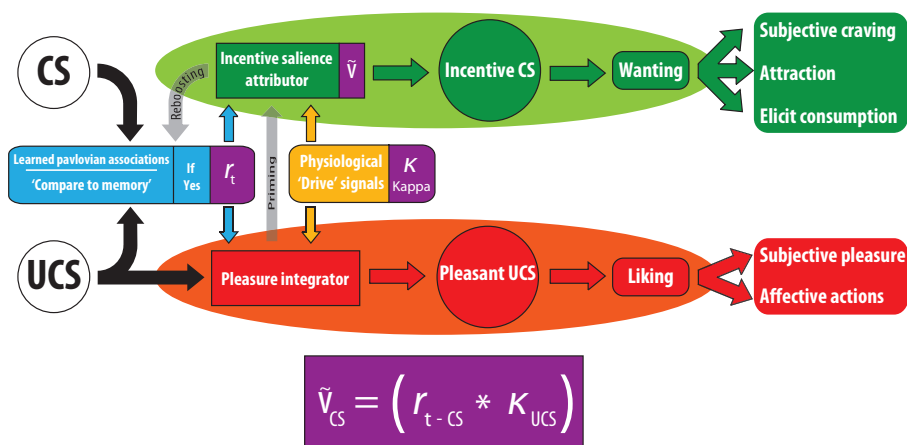 CS
UCS
Reboosting
Incentive salience
attributor
Ṽ
Incentive CS
Wanting
Subjective craving
Attraction
Elicit consumption
Learned pavlovian associations
'Compare to memory'
If
Yes
rt
Priming
Physiological
'Drive' signals
K
Kappa
Pleasure integrator
Pleasant UCS
Liking
Subjective pleasure
Affective actions
ṼCS = (rt - CS * KUCS)